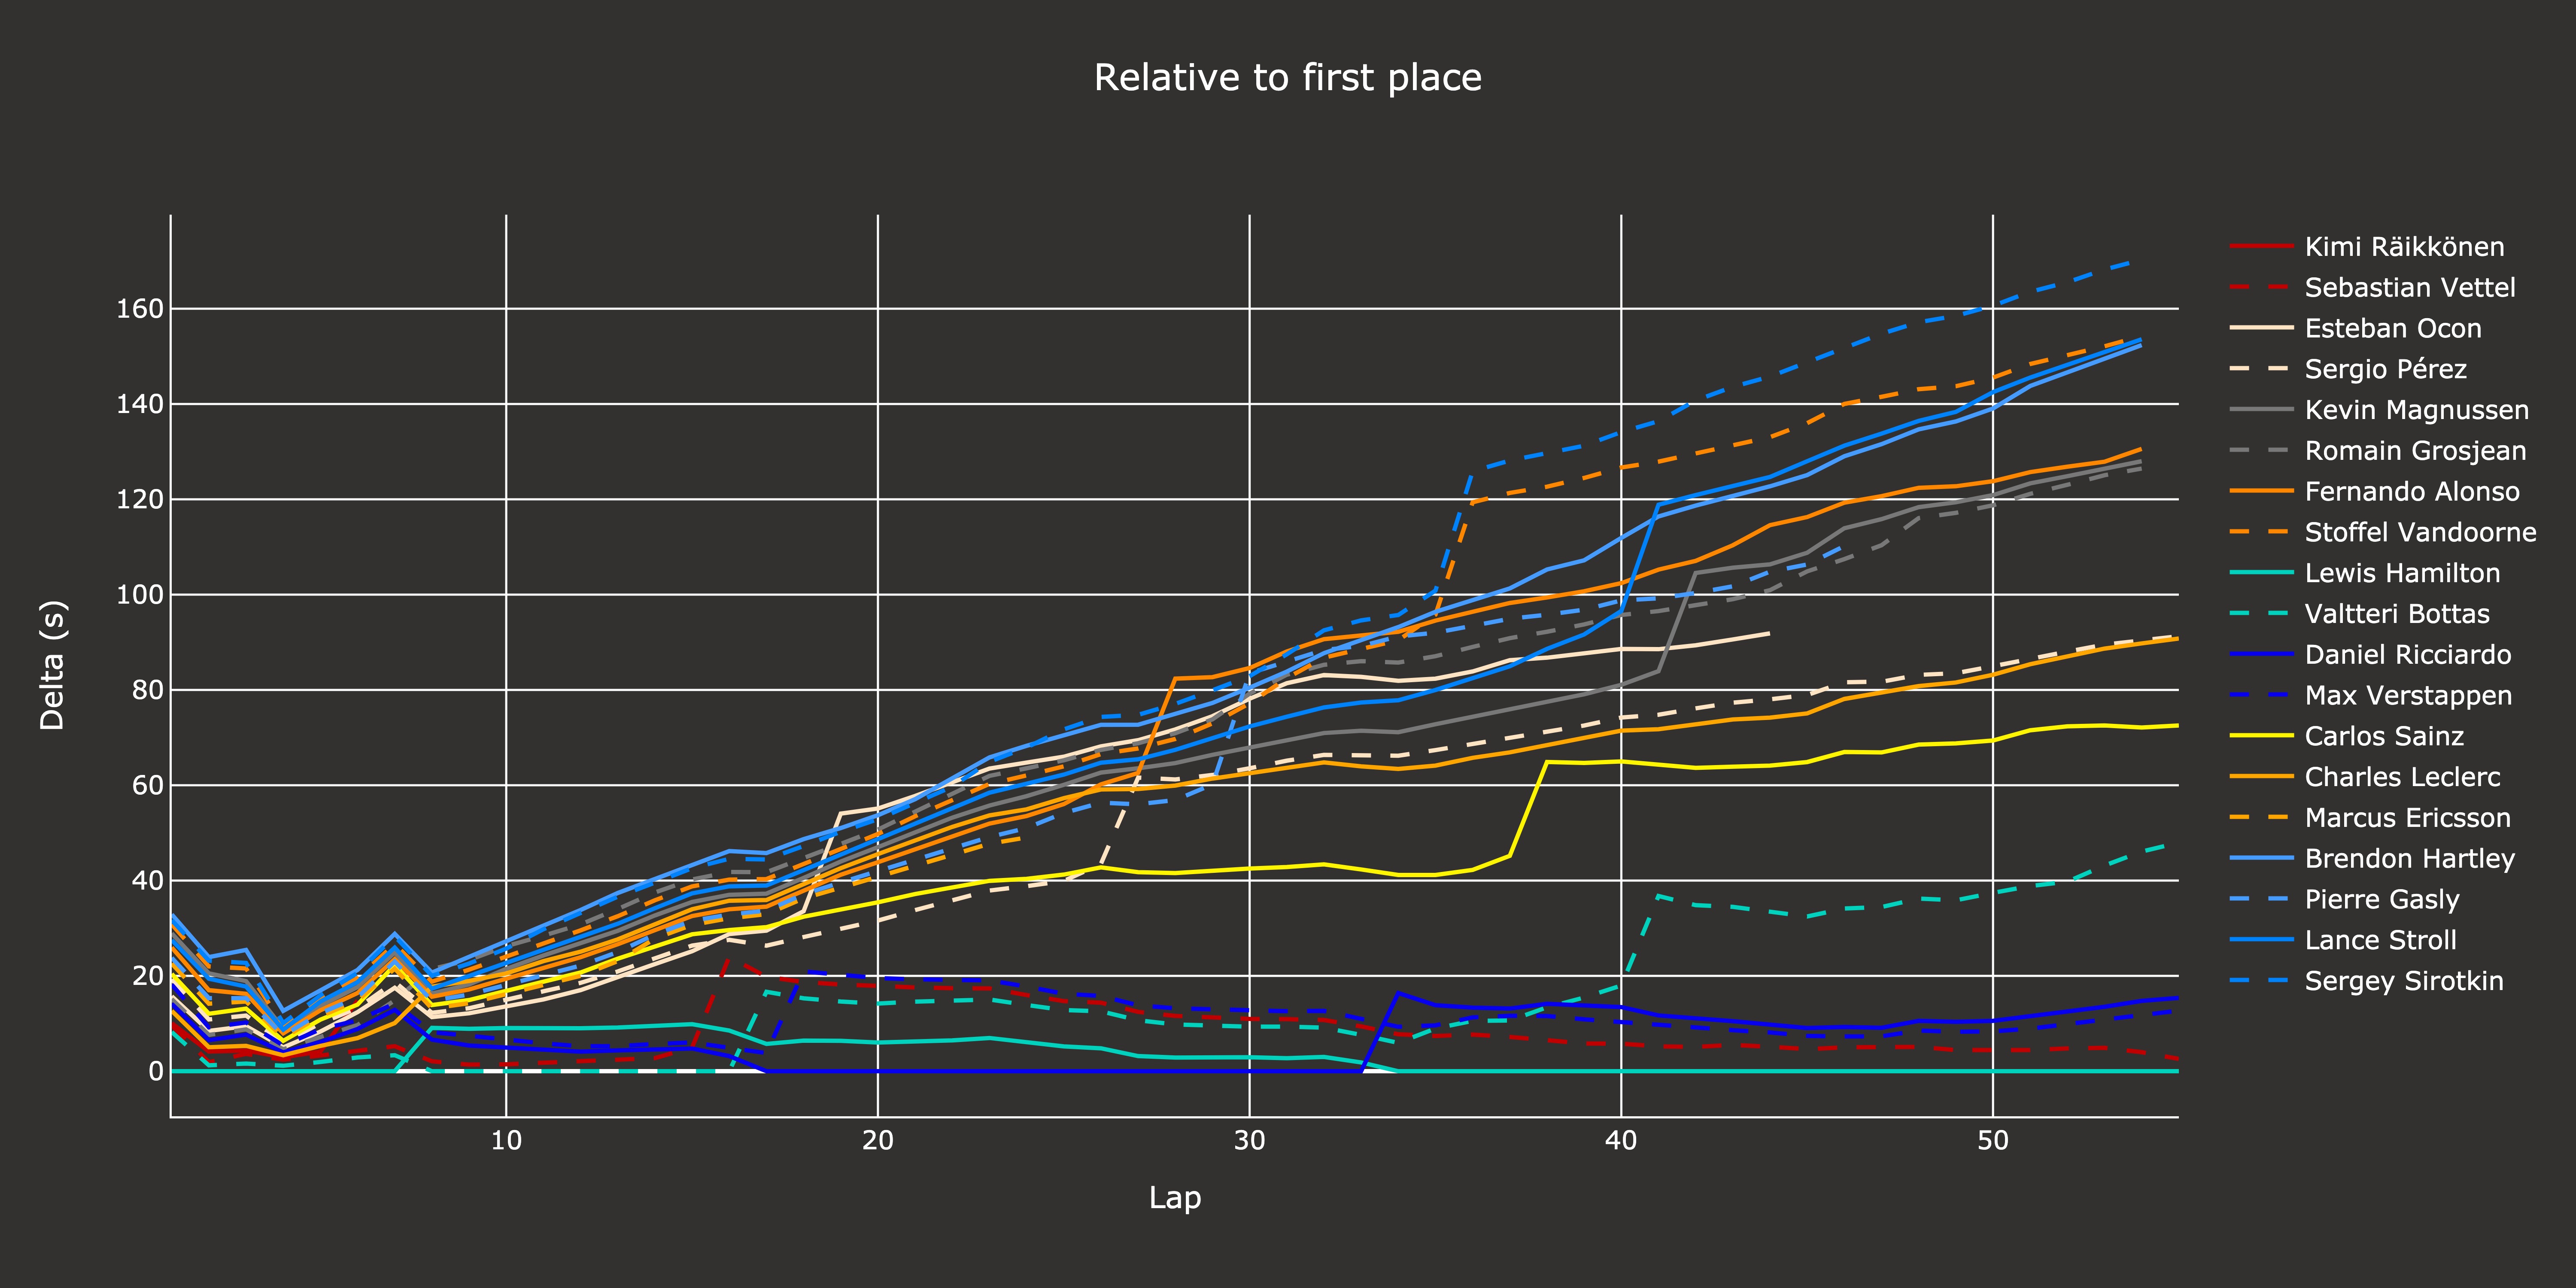 Relative to first place
160
140
120
100
80
60
40
20
0
Delta (s)
10
20
30
40
50
Lap
Kimi Räikkönen
Sebastian Vettel
Esteban Ocon
Sergio Pérez
Kevin Magnussen
Romain Grosjean
Fernando Alonso
Stoffel Vandoorne
Lewis Hamilton
Valtteri Bottas
Daniel Ricciardo
Max Verstappen
Carlos Sainz
Charles Leclerc
Marcus Ericsson
Brendon Hartley
Pierre Gasly
Lance Stroll
Sergey Sirotkin